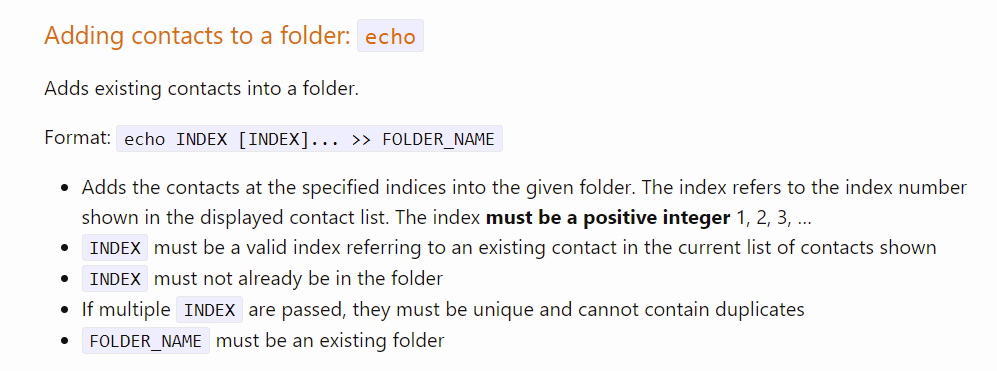 Adding contacts to a folder: echo
Adds existing contacts into a folder.
Format: echo INDEX [INDEX]... >> FOLDER_NAME
• Adds the contacts at the specified indices into the given folder. The index refers to the index number
shown in the displayed contact list. The index must be a positive integer 1, 2, 3, …
• INDEX must be a valid index referring to an existing contact in the current list of contacts shown
• INDEX must not already be in the folder
• If multiple INDEX are passed, they must be unique and cannot contain duplicates
• FOLDER_NAME must be an existing folder